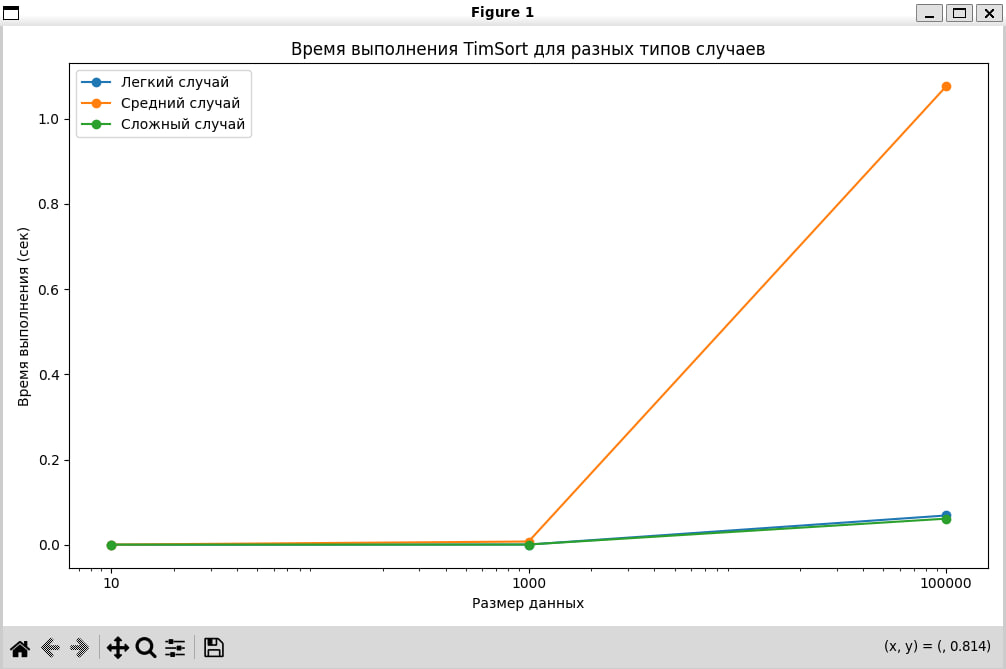 Figure 1
Время выполнения TimSort для разных типов случаев
Легкий случай
Средний случай
Сложный случай
Время выполнения (сек)
1.0
0.8
0.6
0.4
0.2
0.0
10 1000 100000
Размер данных
(x, y) = (, 0.814)